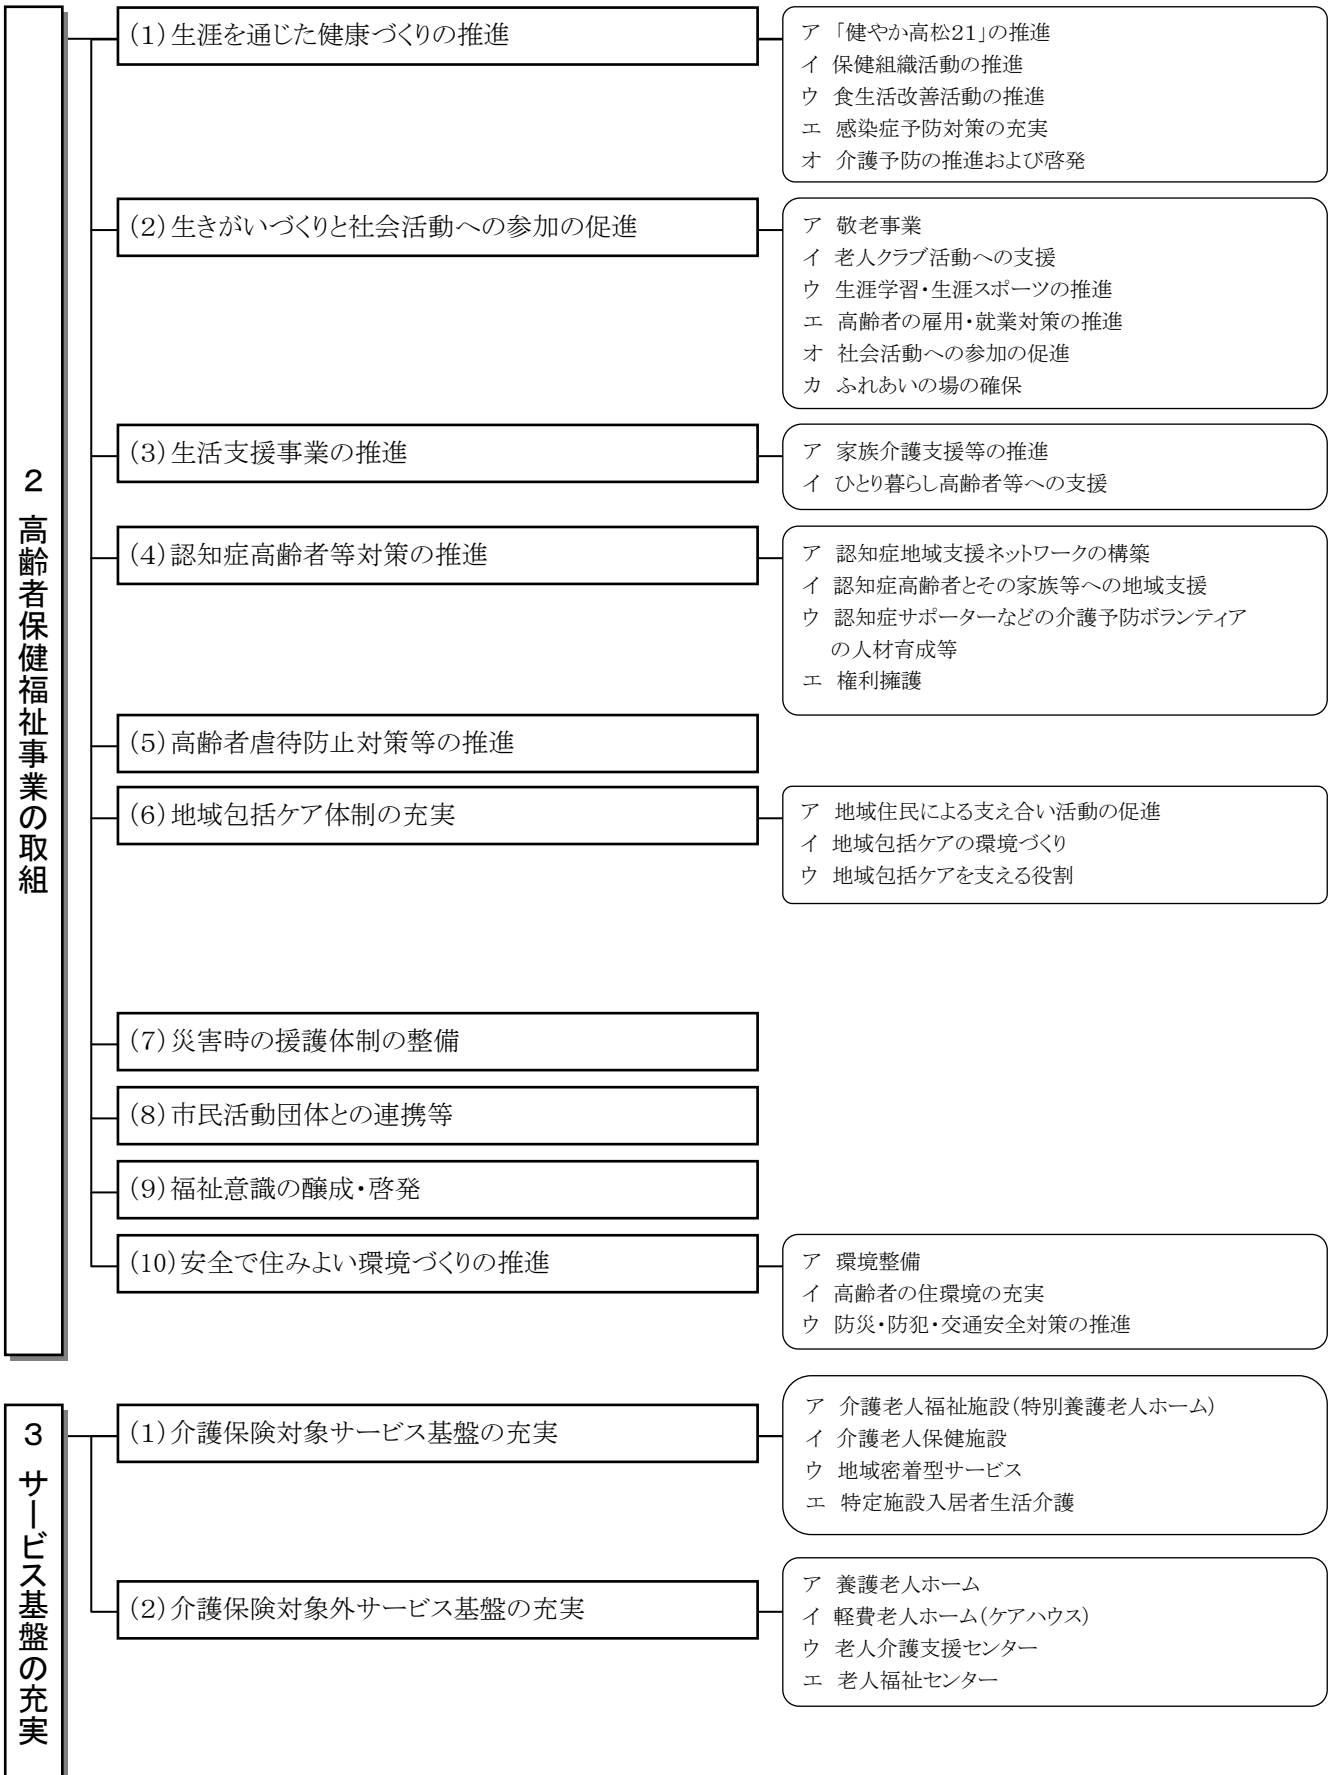 2 高齢者保健福祉事業の取組
(1)生涯を通じた健康づくりの推進
ア 「健やか高松21」の推進
イ 保健組織活動の推進
ウ 食生活改善活動の推進
エ 感染症予防対策の充実
オ 介護予防の推進および啓発
(2)生きがいづくりと社会活動への参加の促進
ア 敬老事業
イ 老人クラブ活動への支援
ウ 生涯学習・生涯スポーツの推進
エ 高齢者の雇用・就業対策の推進
オ 社会活動への参加の促進
カ ふれあいの場の確保
(3)生活支援事業の推進
ア 家族介護支援等の推進
イ ひとり暮らし高齢者等への支援
(4)認知症高齢者等対策の推進
ア 認知症地域支援ネットワークの構築
イ 認知症高齢者とその家族等への地域支援
ウ 認知症サポーターなどの介護予防ボランティア
の人材育成等
エ 権利擁護
(5)高齢者虐待防止対策等の推進
(6)地域包括ケア体制の充実
ア 地域住民による支え合い活動の促進
イ 地域包括ケアの環境づくり
ウ 地域包括ケアを支える役割
(7)災害時の援護体制の整備
(8)市民活動団体との連携等
(9)福祉意識の醸成・啓発
(10)安全で住みよい環境づくりの推進
ア 環境整備
イ 高齢者の住環境の充実
ウ 防災・防犯・交通安全対策の推進
3 サービス基盤の充実
(1)介護保険対象サービス基盤の充実
ア 介護老人福祉施設(特別養護老人ホーム)
イ 介護老人保健施設
ウ 地域密着型サービス
エ 特定施設入居者生活介護
(2)介護保険対象外サービス基盤の充実
ア 養護老人ホーム
イ 軽費老人ホーム(ケアハウス)
ウ 老人介護支援センター
エ 老人福祉センター